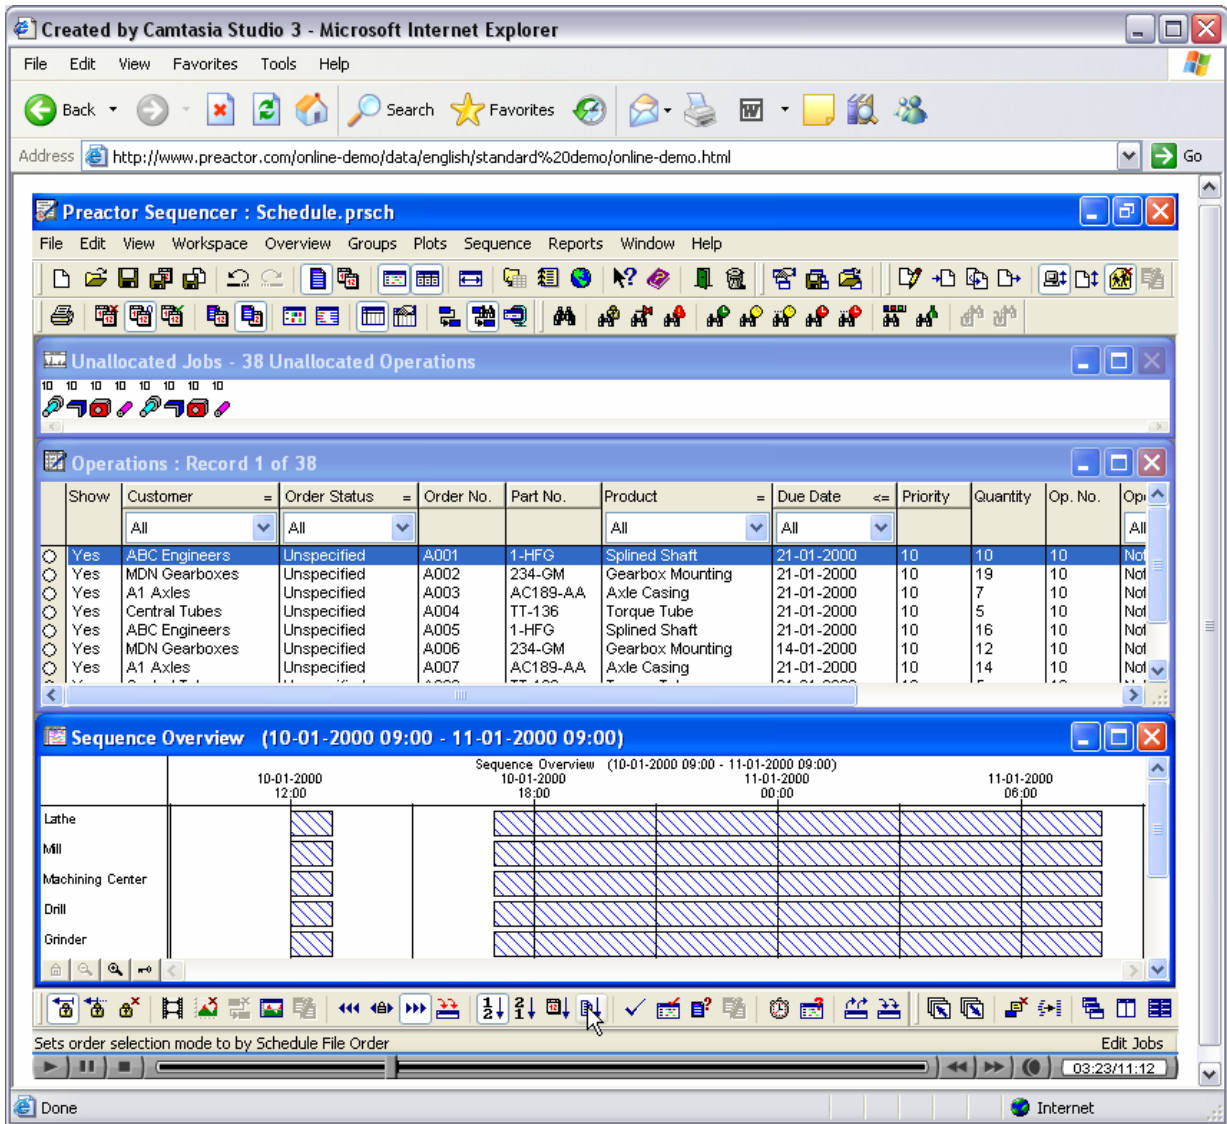 Created by Camtasia Studio 3 - Microsoft Internet Explorer
File Edit View Favorites Tools Help
Back Search Favorites
Address http://www.preactor.com/online-demo/data/english/standard%20demo/online-demo.html Go
Preactor Sequencer : Schedule.prsch
File Edit View Workspace Overview Groups Plots Sequence Reports Window Help
Unallocated Jobs - 38 Unallocated Operations
10 10 10 10 10 10 10 10
Operations : Record 1 of 38
Show Customer = Order Status = Order No. Part No. Product = Due Date <= Priority Quantity Op. No.
All All All All All
Yes ABC Engineers Unspecified A001 1-HFG Splined Shaft 21-01-2000 10 10 10 Not
Yes MDN Gearboxes Unspecified A002 234-GM Gearbox Mounting 21-01-2000 10 19 10 Not
Yes A1 Axles Unspecified A003 AC189-AA Axle Casing 21-01-2000 10 7 10 Not
Yes Central Tubes Unspecified A004 TT-136 Torque Tube 21-01-2000 10 5 10 Not
Yes ABC Engineers Unspecified A005 1-HFG Splined Shaft 21-01-2000 10 16 10 Not
Yes MDN Gearboxes Unspecified A006 234-GM Gearbox Mounting 14-01-2000 10 12 10 Not
Yes A1 Axles Unspecified A007 AC189-AA Axle Casing 21-01-2000 10 14 10 Not
Sequence Overview (10-01-2000 09:00 - 11-01-2000 09:00)
Sequence Overview (10-01-2000 09:00 - 11-01-2000 09:00)
10-01-2000 10-01-2000 11-01-2000 11-01-2000
12:00 18:00 00:00 06:00
Lathe
Mill
Machining Center
Drill
Grinder
Sets order selection mode to by Schedule File Order Edit Jobs
03:23/11:12
Done Internet